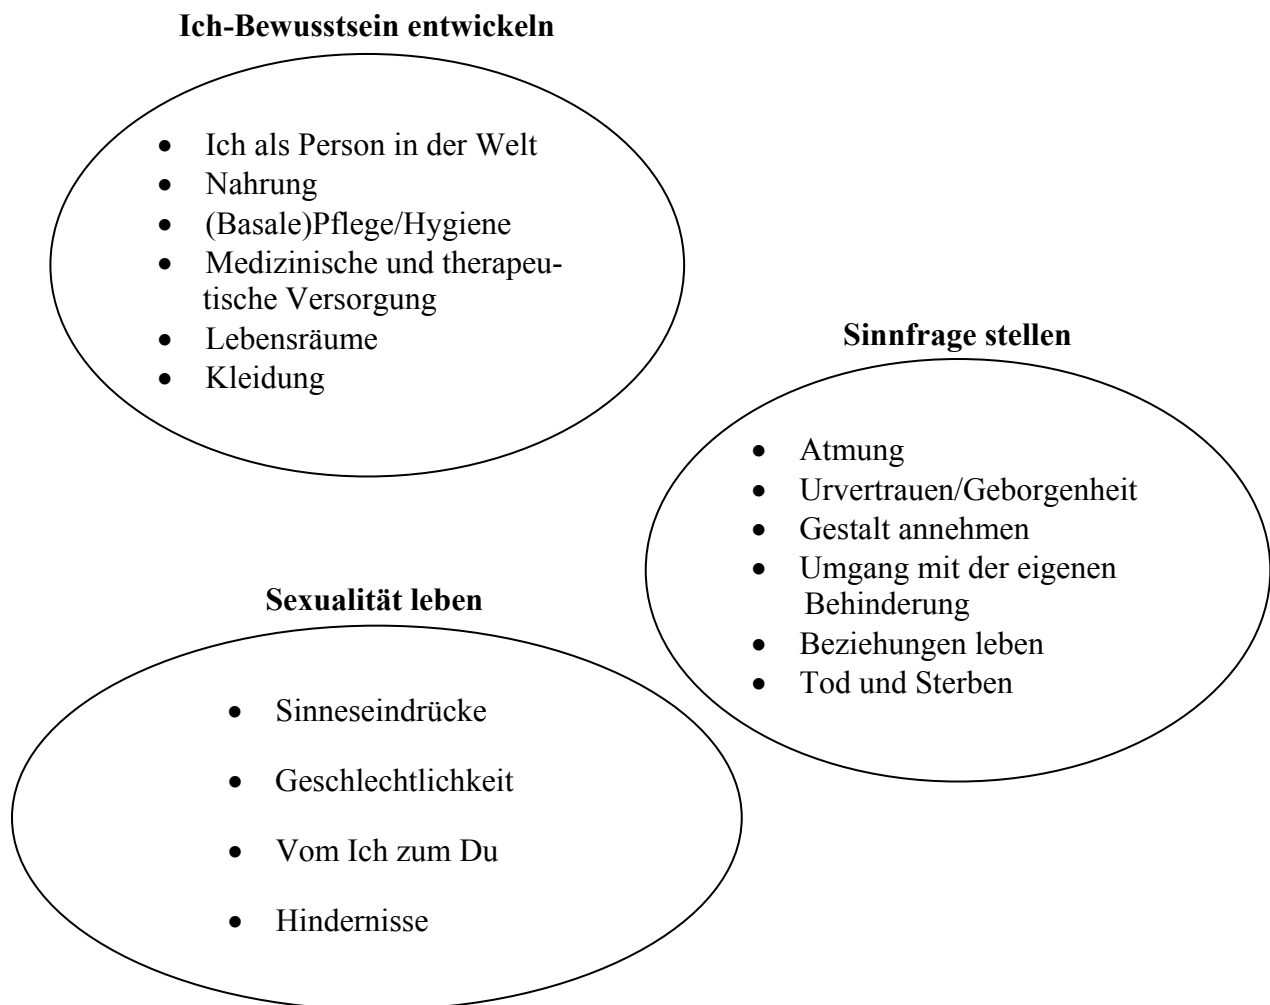 Ich-Bewusstsein entwickeln
• Ich als Person in der Welt
• Nahrung
• (Basale)Pflege/Hygiene
• Medizinische und therapeu-
tische Versorgung
• Lebensräume
• Kleidung
Sinnfrage stellen
• Atmung
• Urvertrauen/Geborgenheit
• Gestalt annehmen
• Umgang mit der eigenen
Behinderung
• Beziehungen leben
• Tod und Sterben
Sexualität leben
• Sinneseindrücke
• Geschlechtlichkeit
• Vom Ich zum Du
• Hindernisse